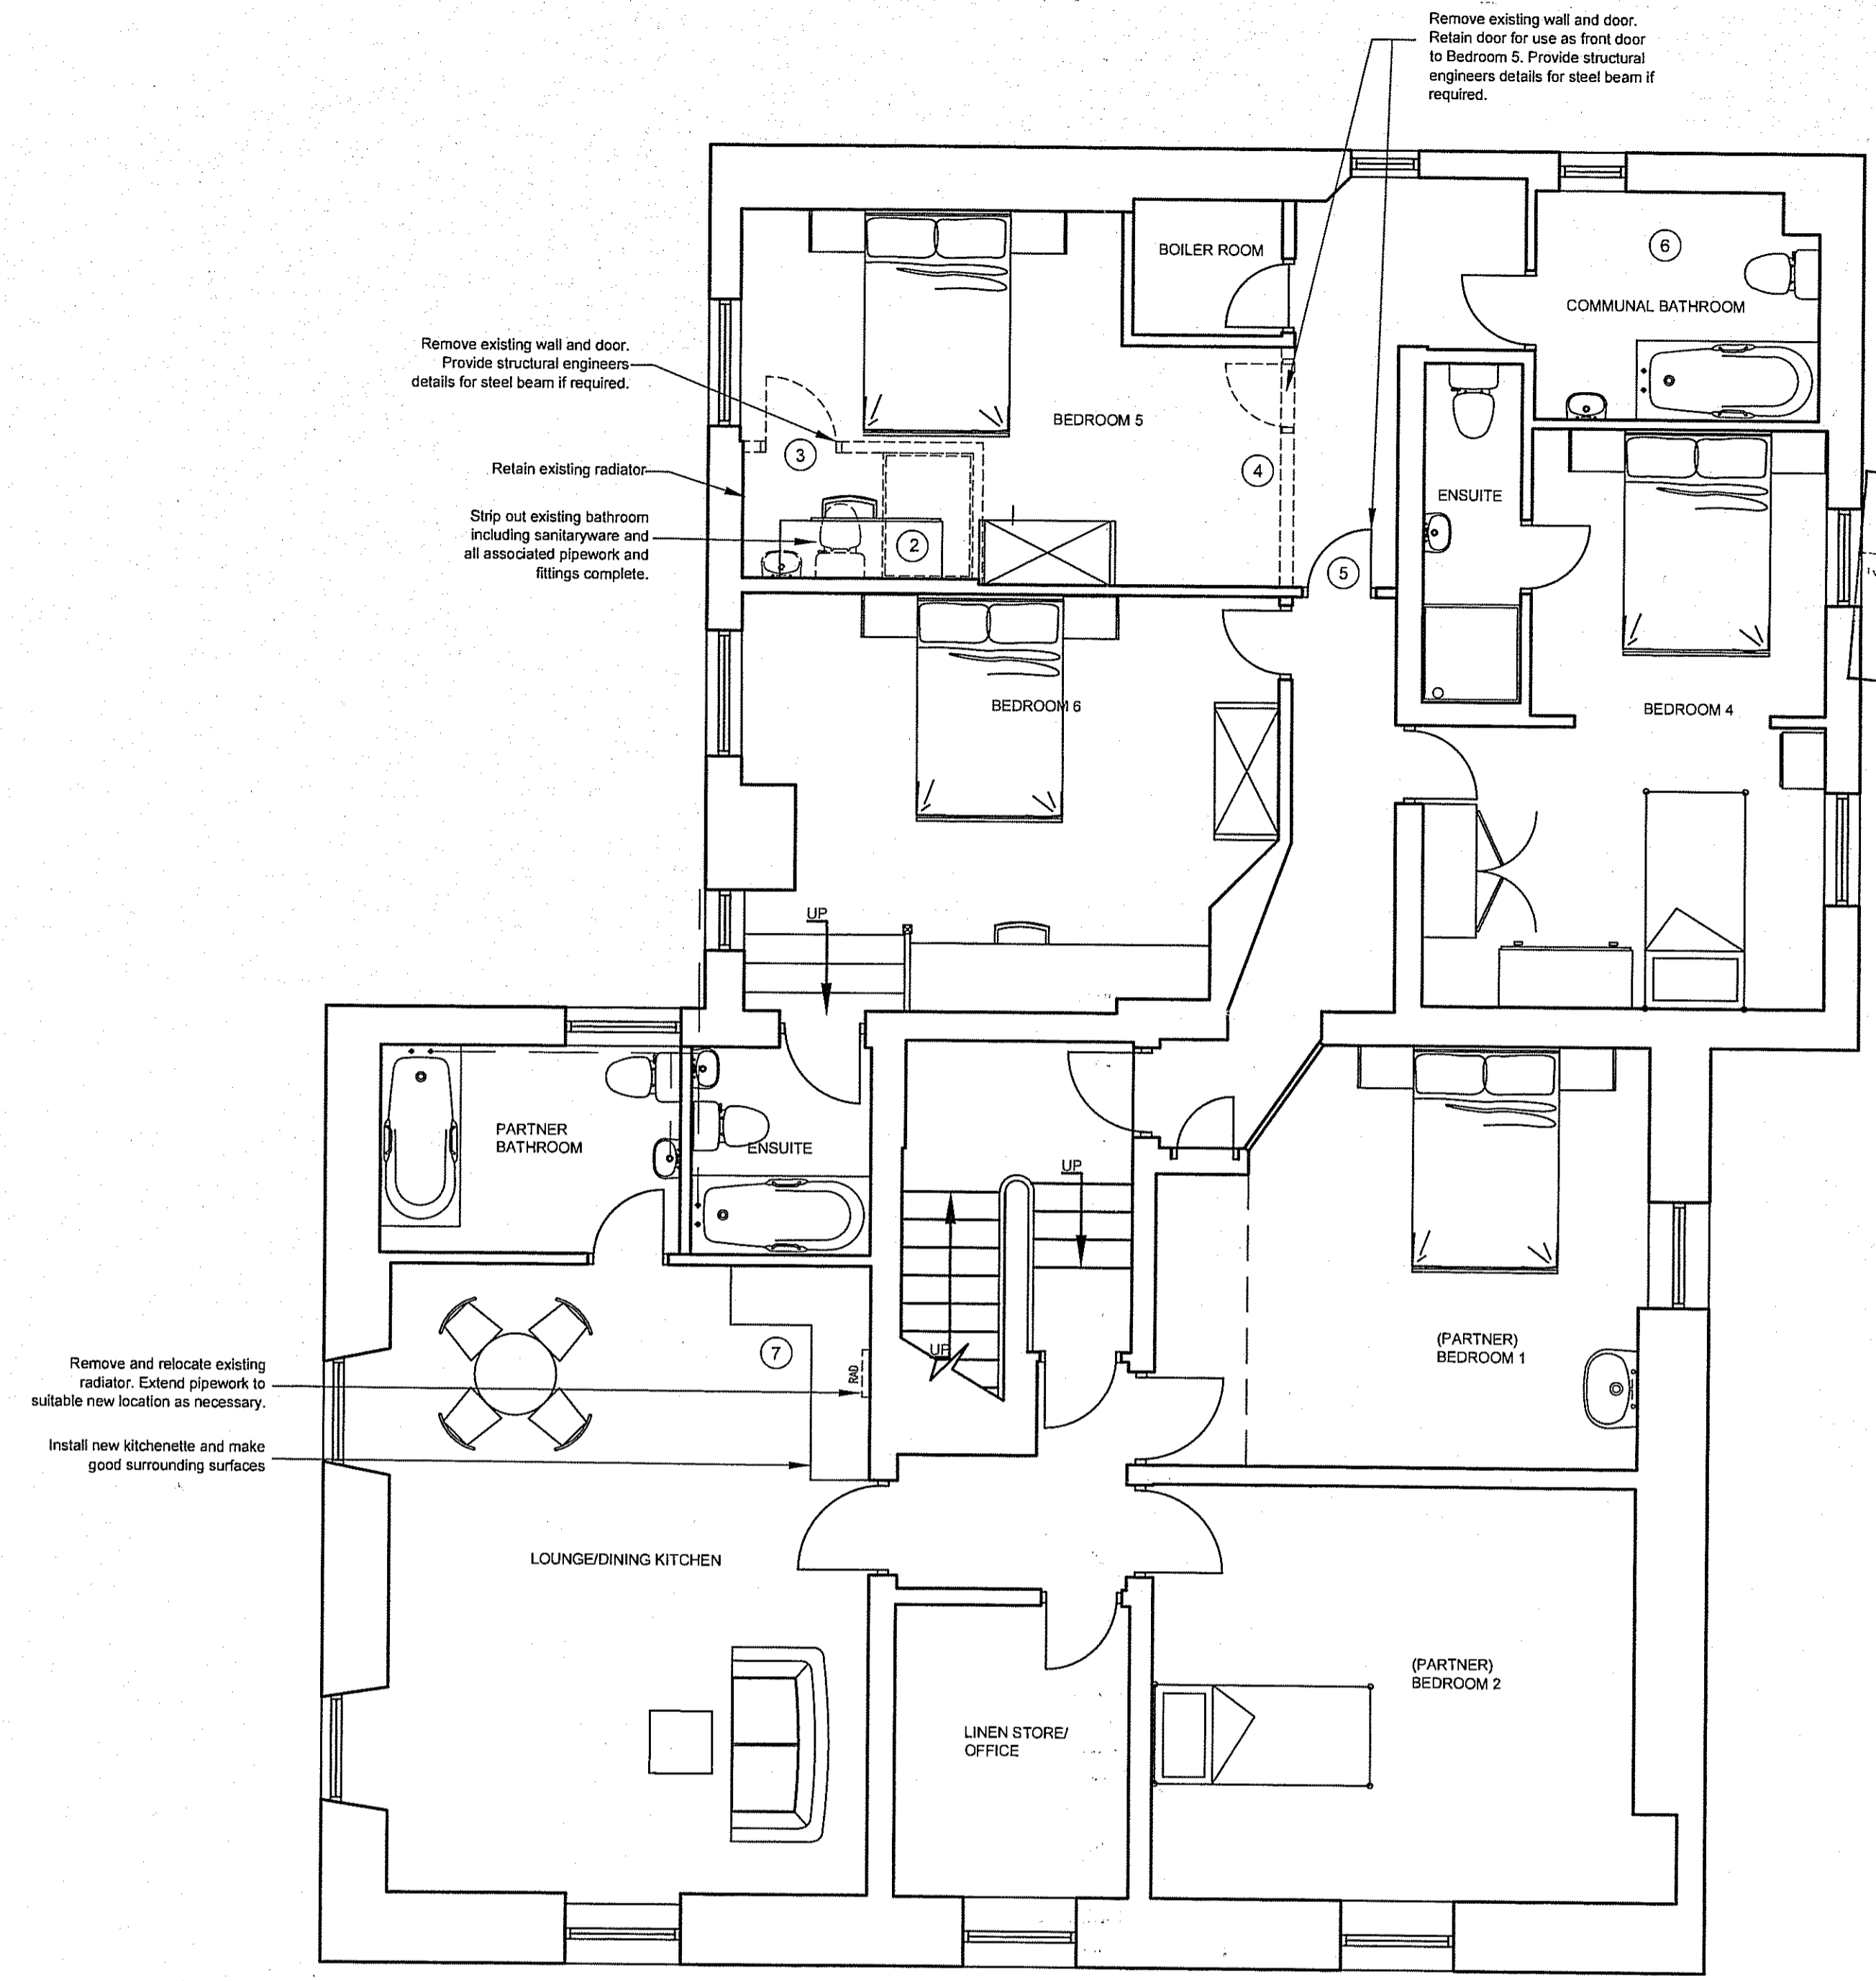 Remove existing wall and door.
Retain door for use as front door
to Bedroom 5. Provide structural
engineers details for steel beam if
required.
BOILER ROOM
6
COMMUNAL BATHROOM
Remove existing wall and door.
Provide structural engineers
details for steel beam if required.
BEDROOM 5
3
4
Retain existing radiator
ENSUITE
Strip out existing bathroom
including sanitaryware and
all associated pipework and
fittings complete.
2
5
BEDROOM 6
BEDROOM 4
UP
PARTNER
BATHROOM
ENSUITE
UP
UP
(PARTNER)
BEDROOM 1
7
RAD
Remove and relocate existing
radiator. Extend pipework to
suitable new location as necessary.
Install new kitchenette and make
good surrounding surfaces
LOUNGE/DINING KITCHEN
(PARTNER)
BEDROOM 2
LINEN STORE/
OFFICE